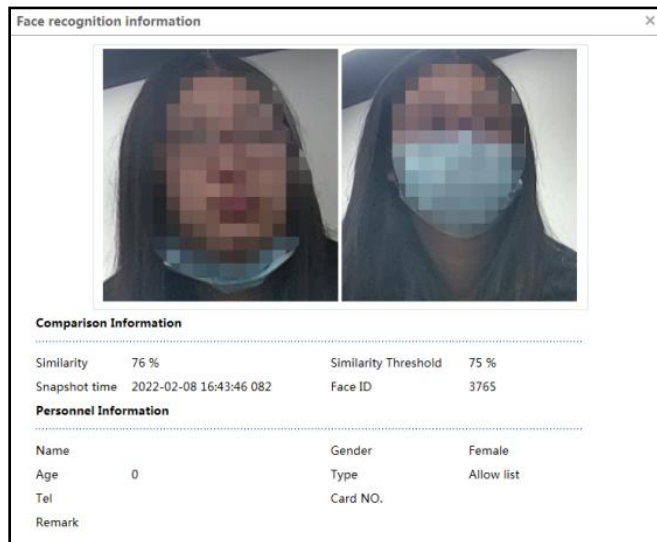 Face recognition information
Comparison Information
Similarity 76 % Similarity Threshold 75 %
Snapshot time 2022-02-08 16:43:46 082 Face ID 3765
Personnel Information
Name Gender Female
Age 0 Type Allow list
Tel Card NO.
Remark